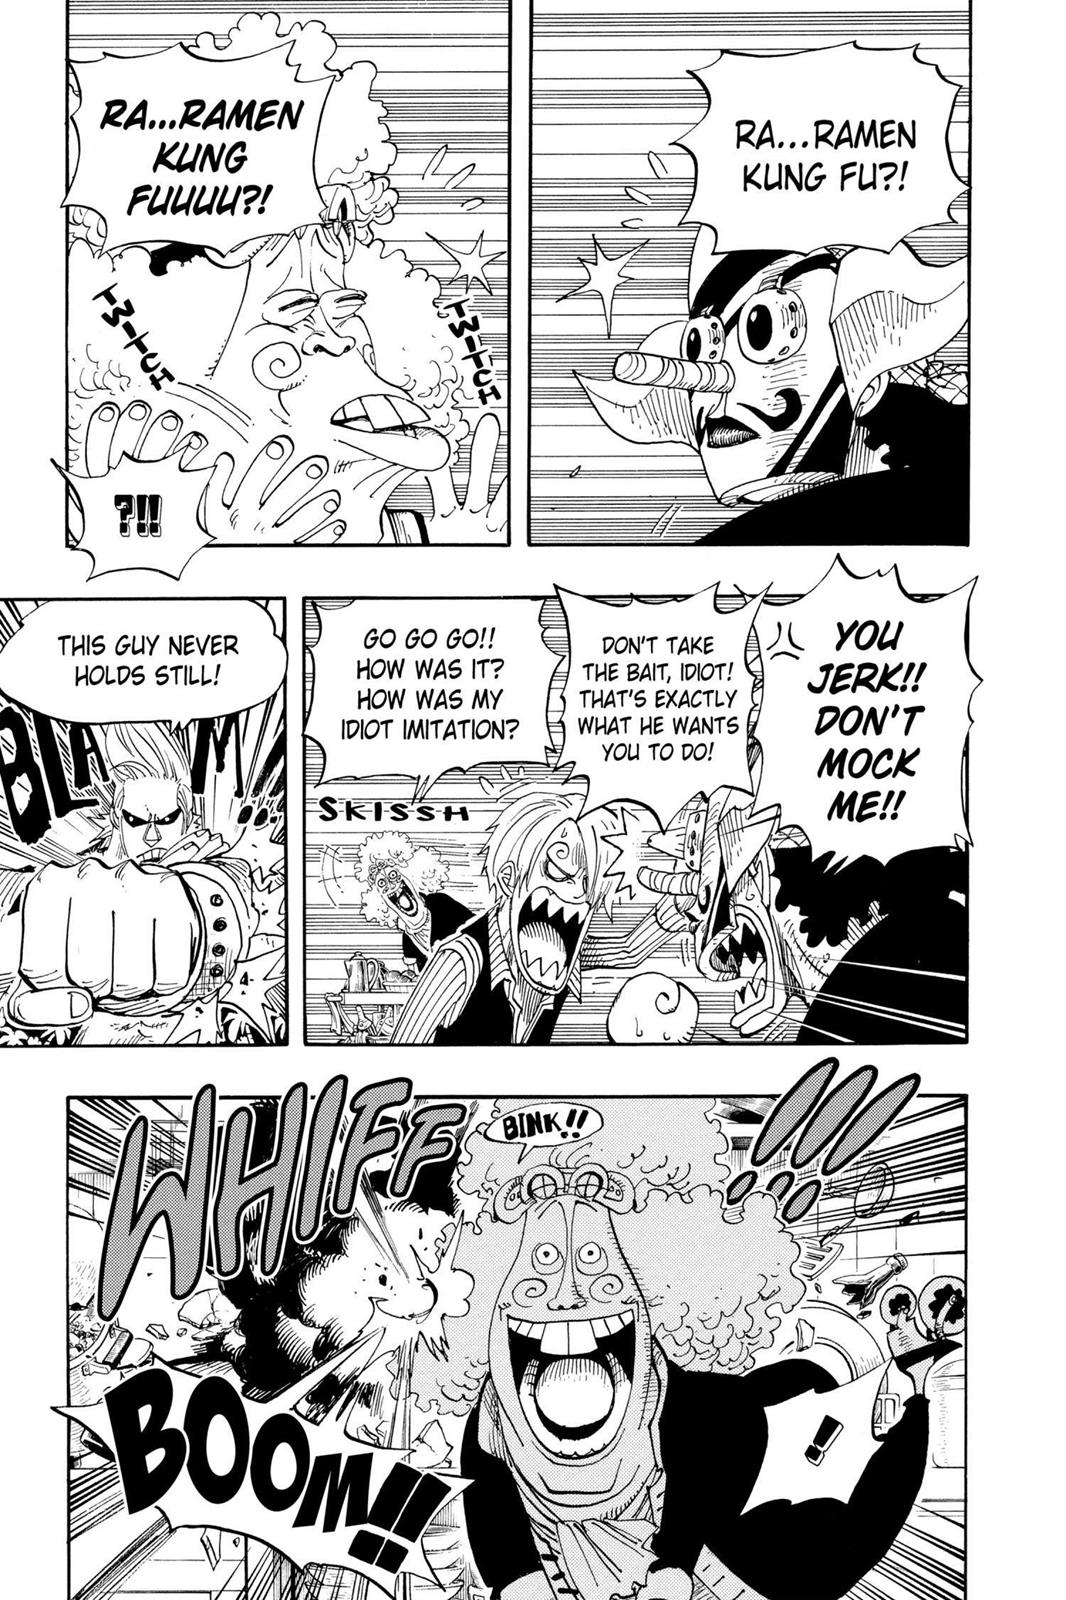 RA...RAMEN
KUNG FU?!
RA...RAMEN
KUNG
FUUUU?!
TWITCH
TWITCH
?!!
YOU
JERK!!
DON'T
MOCK
ME!!
DON'T TAKE
THE BAIT, IDIOT!
THAT'S EXACTLY
WHAT HE WANTS
YOU TO DO!
GO GO GO!!
HOW WAS IT?
HOW WAS MY
IDIOT IMITATION?
SKISSH
THIS GUY NEVER
HOLDS STILL!
BLAM!!
!!!
BINK!!
WHIFF
!
BOOM!!